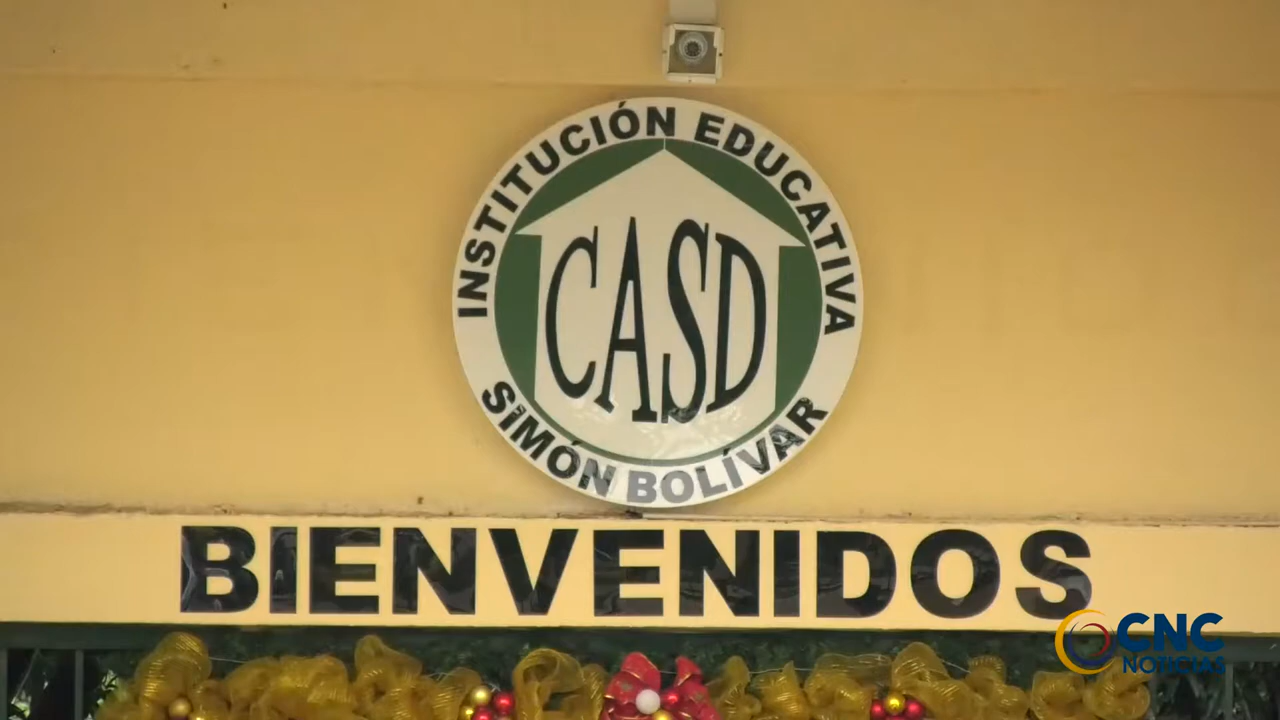 INSTITUCIÓN EDUCATIVA
CASD
SiMÓN BOLÍVAR
BIENVENIDOS
CNC
NOTICIAS